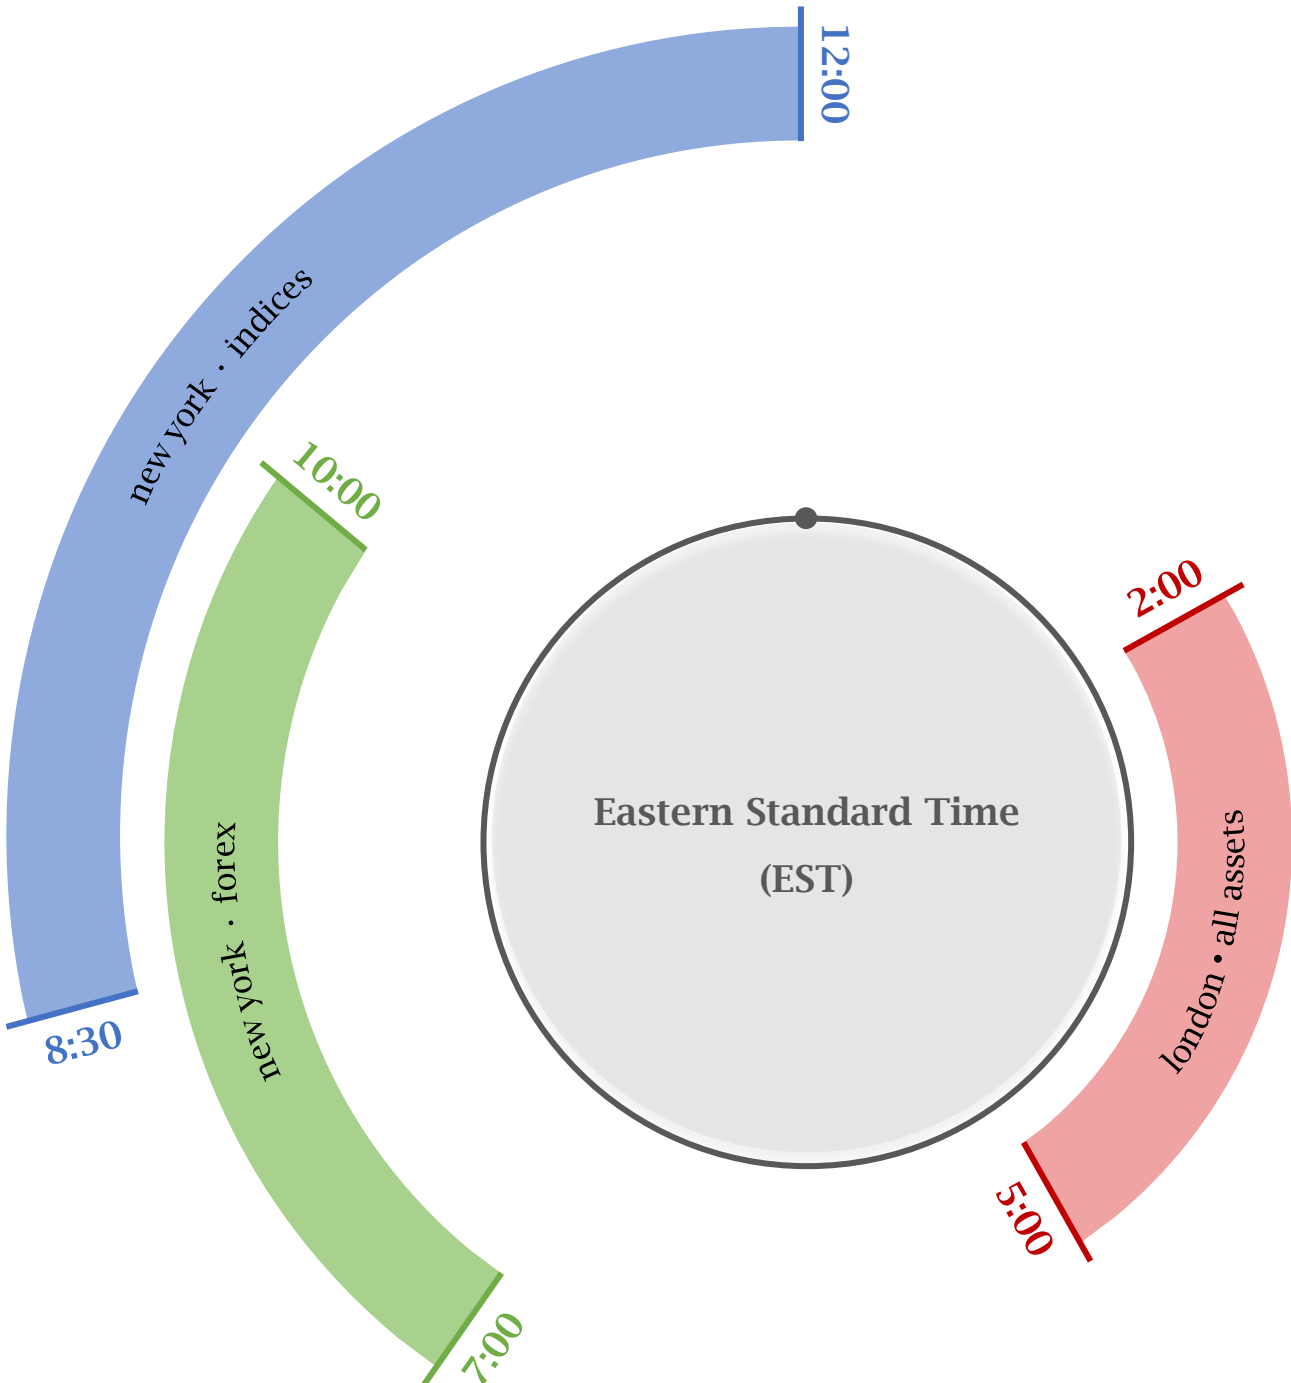 12:00
new york · indices
8:30
10:00
new york · forex
7:00
Eastern Standard Time
(EST)
2:00
london • all assets
5:00